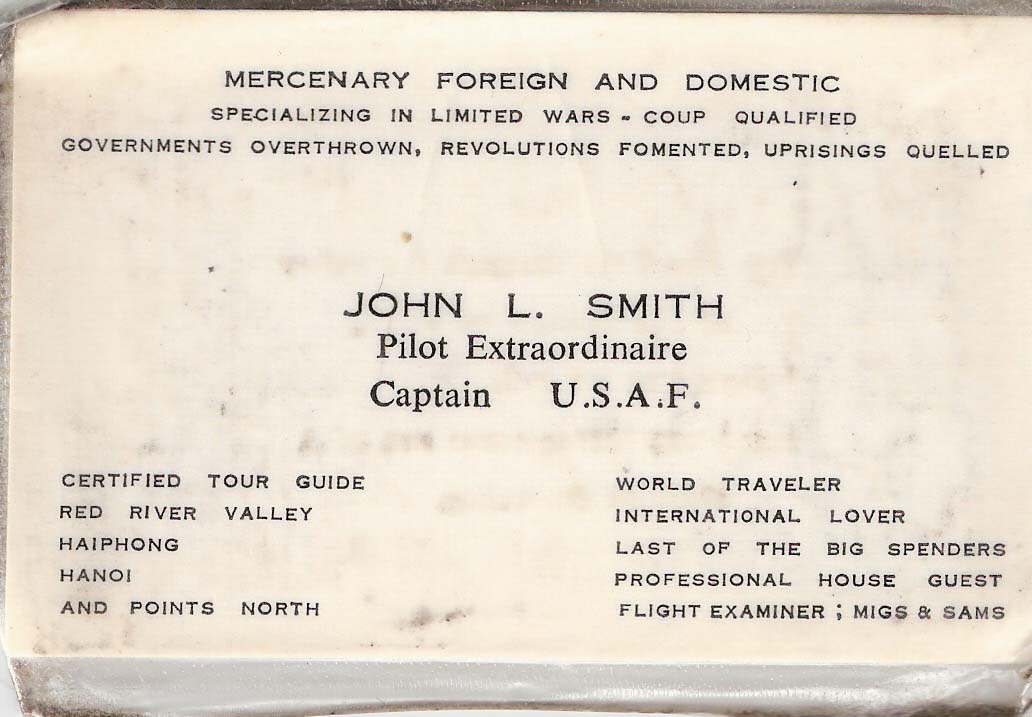 MERCENARY FOREIGN AND DOMESTIC
SPECIALIZING IN LIMITED WARS - COUP QUALIFIED
GOVERNMENTS OVERTHROWN, REVOLUTIONS FOMENTED, UPRISINGS QUELLED
JOHN L. SMITH
Pilot Extraordinaire
Captain U.S.A.F.
CERTIFIED TOUR GUIDE
RED RIVER VALLEY
HAIPHONG
HANOI
AND POINTS NORTH
WORLD TRAVELER
INTERNATIONAL LOVER
LAST OF THE BIG SPENDERS
PROFESSIONAL HOUSE GUEST
FLIGHT EXAMINER ; MIGS & SAMS